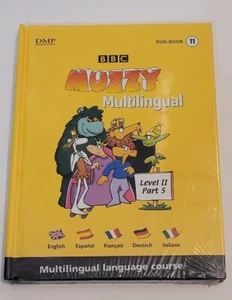 DMP
DVD-BOOK 11
BBC
MUZZY
Multilingual
Level II
Part 5
English Español Français Deutsch Italiano
Multilingual language course